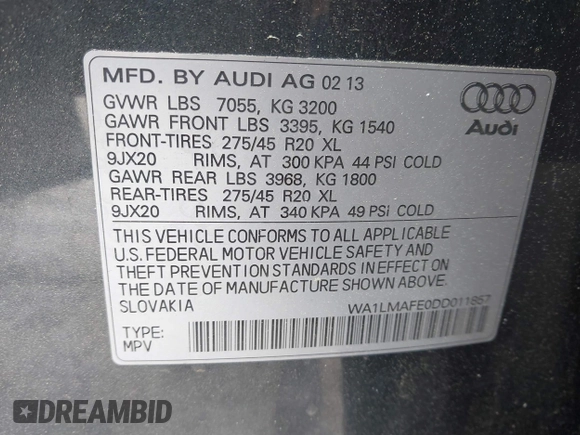 MFD. BY AUDI AG 02 13
GVWR LBS 7055, KG 3200
GAWR FRONT LBS 3395, KG 1540
FRONT-TIRES 275/45 R20 XL
9JX20 RIMS, AT 300 KPA 44 PSI COLD
GAWR REAR LBS 3968, KG 1800
REAR-TIRES 275/45 R20 XL
9JX20 RIMS, AT 340 KPA 49 PSI COLD
Audi
THIS VEHICLE CONFORMS TO ALL APPLICABLE
U.S. FEDERAL MOTOR VEHICLE SAFETY AND
THEFT PREVENTION STANDARDS IN EFFECT ON
THE DATE OF MANUFACTURE SHOWN ABOVE.
SLOVAKIA WA1LMAFE0DD011857
TYPE:
MPV
DREAMBID